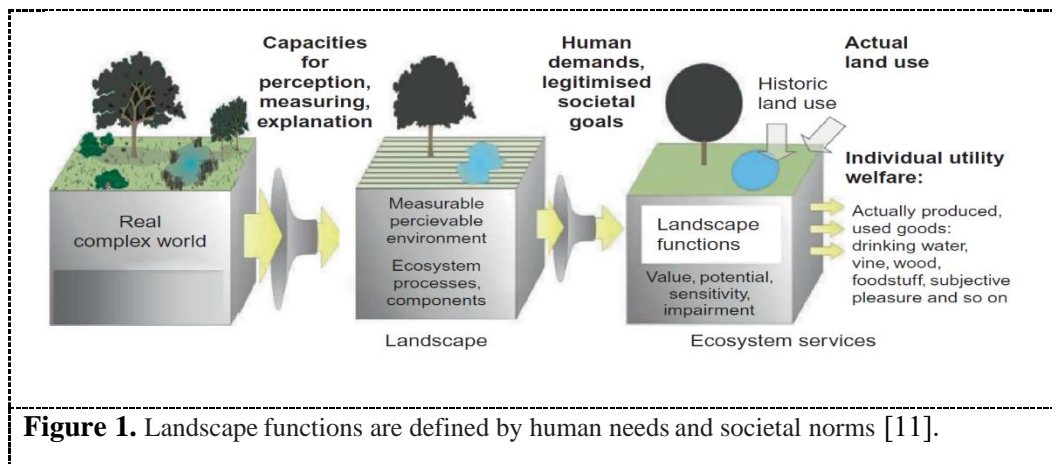 Capacities
for
perception,
measuring,
explanation
Human
demands,
legitimised
societal
goals
Actual
land use
Historic
land use
Real
complex world
Measurable
percievable
environment
Ecosystem
processes,
components
Landscape
Landscape
functions
Value, potential,
sensitivity,
impairment
Ecosystem services
Individual utility
welfare:
Actually produced,
used goods:
drinking water,
vine, wood,
foodstuff, subjective
pleasure and so on
Figure 1. Landscape functions are defined by human needs and societal norms [11].